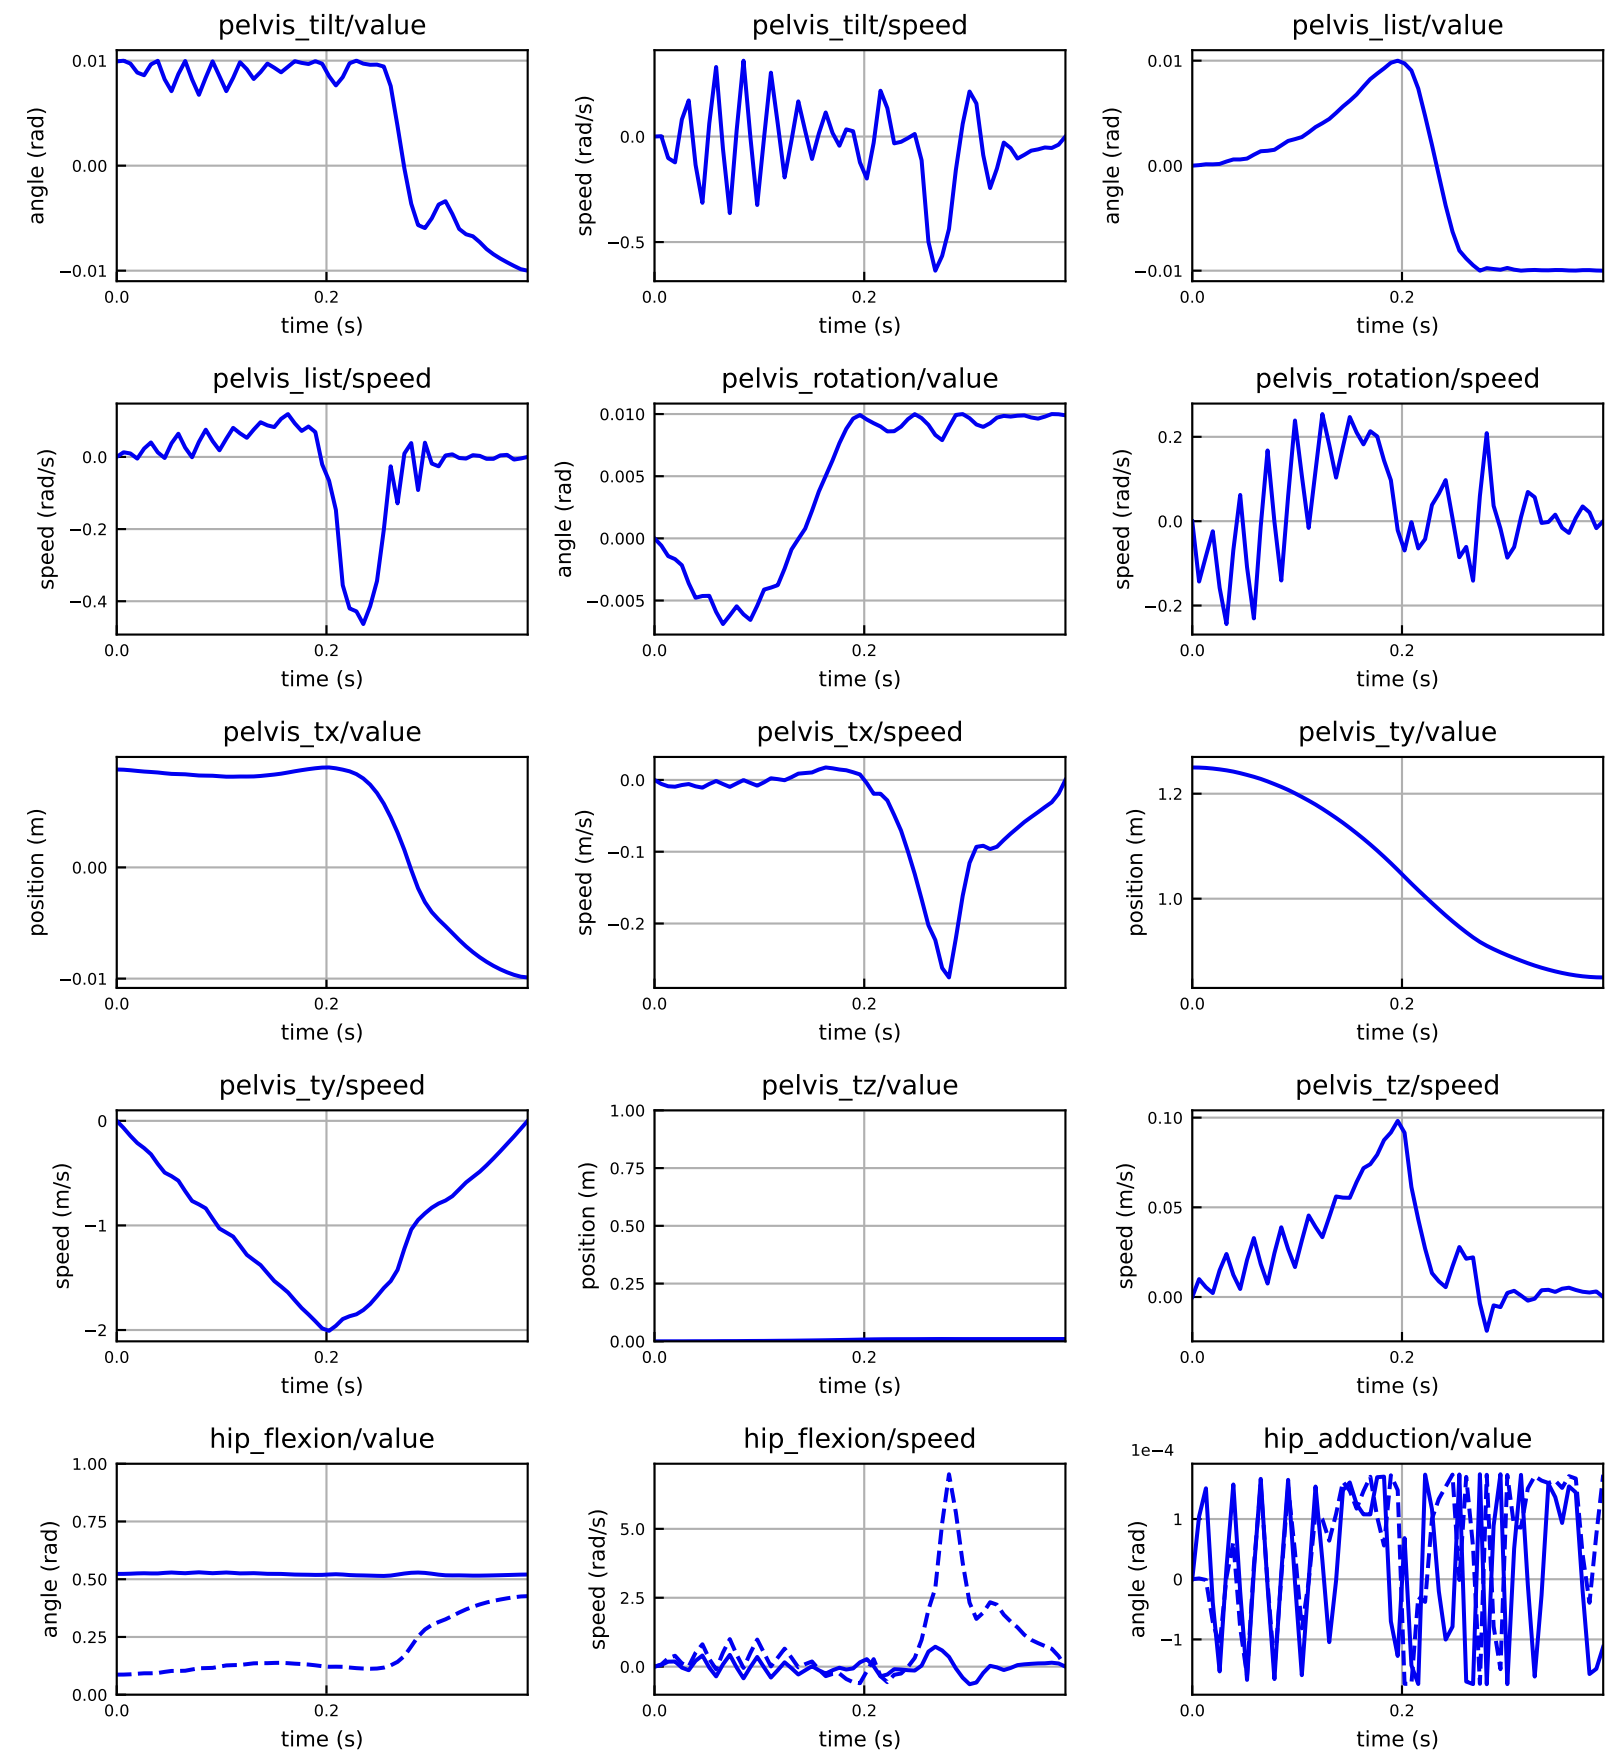 pelvis_tilt/value pelvis_tilt/speed pelvis_list/value
angle (rad) 0.01 0.00 −0.01 speed (rad/s) 0.0 −0.5 angle (rad) 0.01 0.00 −0.01
0.0 0.2 0.0 0.2 0.0 0.2
time (s) time (s) time (s)
pelvis_list/speed pelvis_rotation/value pelvis_rotation/speed
speed (rad/s) 0.0 −0.2 −0.4 angle (rad) 0.010 0.005 0.000 −0.005 speed (rad/s) 0.2 0.0 −0.2
0.0 0.2 0.0 0.2 0.0 0.2
time (s) time (s) time (s)
pelvis_tx/value pelvis_tx/speed pelvis_ty/value
position (m) 0.00 −0.01 speed (m/s) 0.0 −0.1 −0.2 position (m) 1.2 1.0
0.0 0.2 0.0 0.2 0.0 0.2
time (s) time (s) time (s)
pelvis_ty/speed pelvis_tz/value pelvis_tz/speed
speed (m/s) 0 −1 −2 position (m) 1.00 0.75 0.50 0.25 0.00 speed (m/s) 0.10 0.05 0.00
0.0 0.2 0.0 0.2 0.0 0.2
time (s) time (s) time (s)
hip_flexion/value hip_flexion/speed hip_adduction/value
angle (rad) 1.00 0.75 0.50 0.25 0.00 speed (rad/s) 5.0 2.5 0.0 angle (rad) 1e−4 1 0 −1
0.0 0.2 0.0 0.2 0.0 0.2
time (s) time (s) time (s)